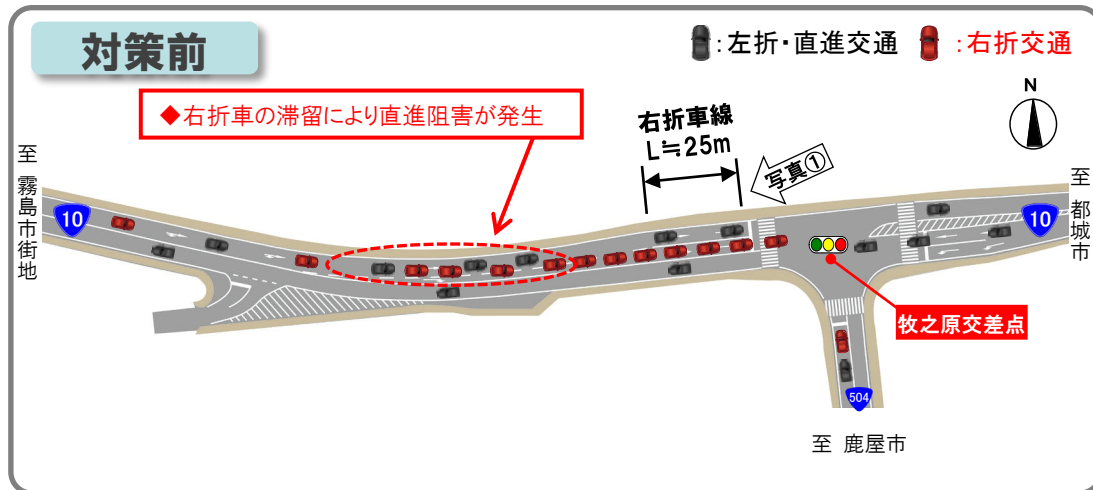 対策前
:左折・直進交通
:右折交通
◆右折車の滞留により直進阻害が発生
右折車線
L≒25m
写真①
N
至 霧島市街地
10
至 都城市
10
牧之原交差点
504
至 鹿屋市